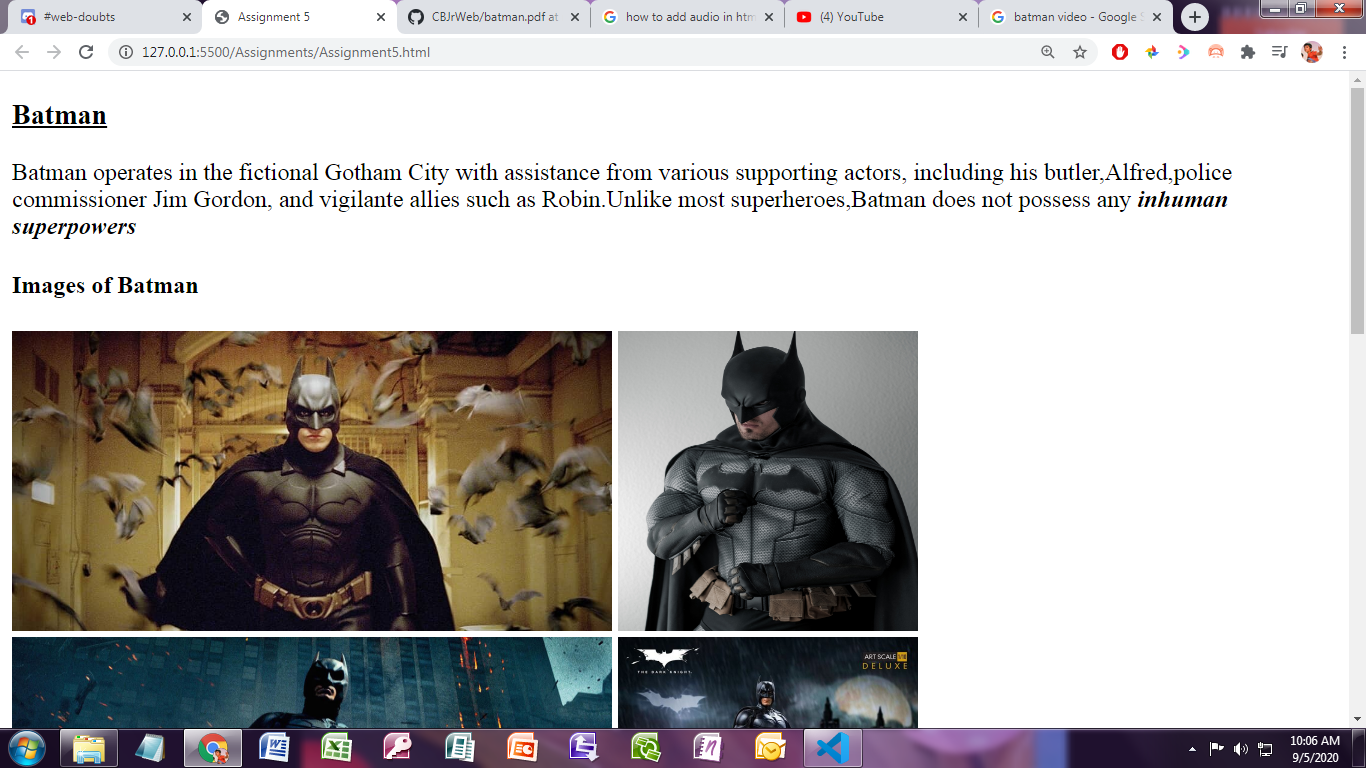 #web-doubts
Assignment 5
CBJrWeb/batman.pdf at
how to add audio in htm
(4) YouTube
batman video - Google S
127.0.0.1:5500/Assignments/Assignment5.html
Batman
Batman operates in the fictional Gotham City with assistance from various supporting actors, including his butler,Alfred,police
commissioner Jim Gordon, and vigilante allies such as Robin.Unlike most superheroes,Batman does not possess any inhuman
superpowers
Images of Batman
THE DARK KNIGHT.
ART SCALE 1/10
DELUXE
10:06 AM
9/5/2020